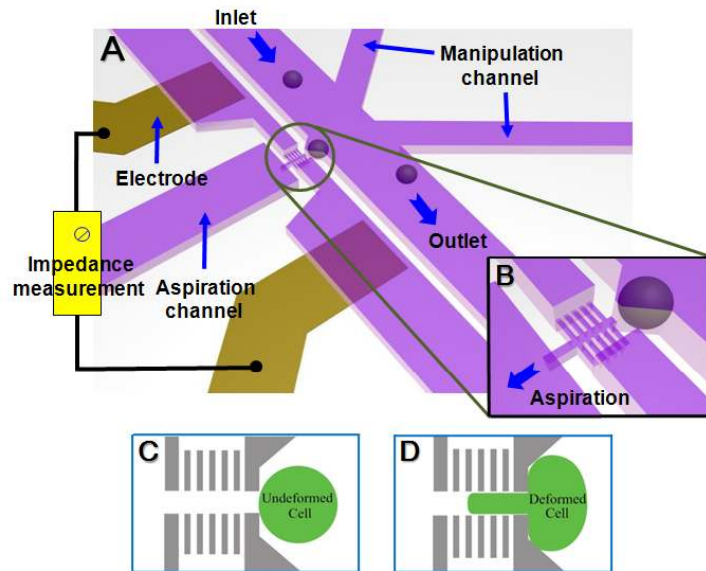 A
Inlet
Manipulation
channel
Electrode
Outlet
Impedance
measurement
Aspiration
channel
B
Aspiration
C
Undeformed
Cell
D
Deformed
Cell